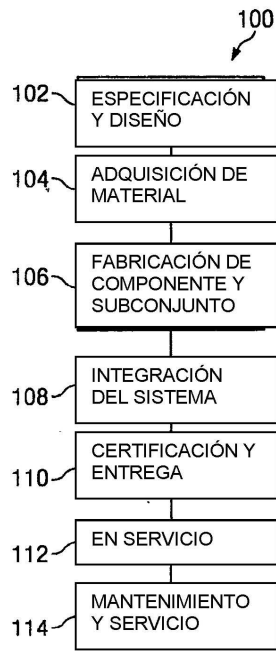 100
102
ESPECIFICACIÓN
Y DISEÑO
104
ADQUISICIÓN DE
MATERIAL
106
FABRICACIÓN DE
COMPONENTE Y
SUBCONJUNTO
108
INTEGRACIÓN
DEL SISTEMA
110
CERTIFICACIÓN Y
ENTREGA
112
EN SERVICIO
114
MANTENIMIENTO
Y SERVICIO